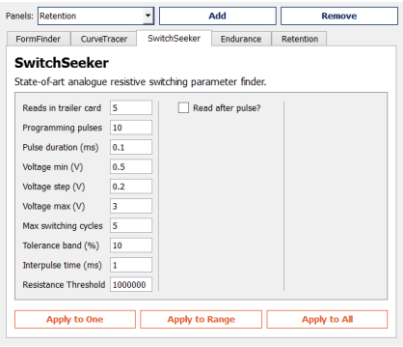 Panels: Retention Add Remove
FormFinder CurveTracer SwitchSeeker Endurance Retention
SwitchSeeker
State-of-art analogue resistive switching parameter finder.
Reads in trailer card 5 Read after pulse?
Programming pulses 10
Pulse duration (ms) 0.1
Voltage min (V) 0.5
Voltage step (V) 0.2
Voltage max (V) 3
Max switching cycles 5
Tolerance band (%) 10
Interpulse time (ms) 1
Resistance Threshold 1000000
Apply to One Apply to Range Apply to All